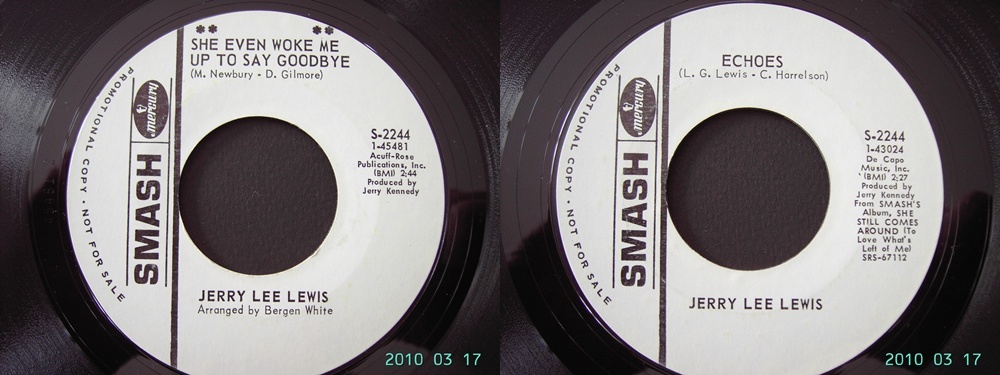 ** **
SHE EVEN WOKE ME
UP TO SAY GOODBYE
(M. Newbury - D. Gilmore)
PROMOTIONAL COPY · NOT FOR SALE
SMASH
mercury
S-2244
1-45481
Acuff-Rose
Publications, Inc.
(BMI) 2:44
Produced by
Jerry Kennedy
JERRY LEE LEWIS
Arranged by Bergen White
2010 03 17
ECHOES
(L. G. Lewis - C. Harrelson)
PROMOTIONAL COPY · NOT FOR SALE
SMASH
mercury
S-2244
1-43024
De Capo
Music, Inc.
(BMI) 2:27
Produced by
Jerry Kennedy
From SMASH'S
Album, SHE
STILL COMES
AROUND (To
Love What's
Left of Me)
SRS-67112
JERRY LEE LEWIS
2010 03 17